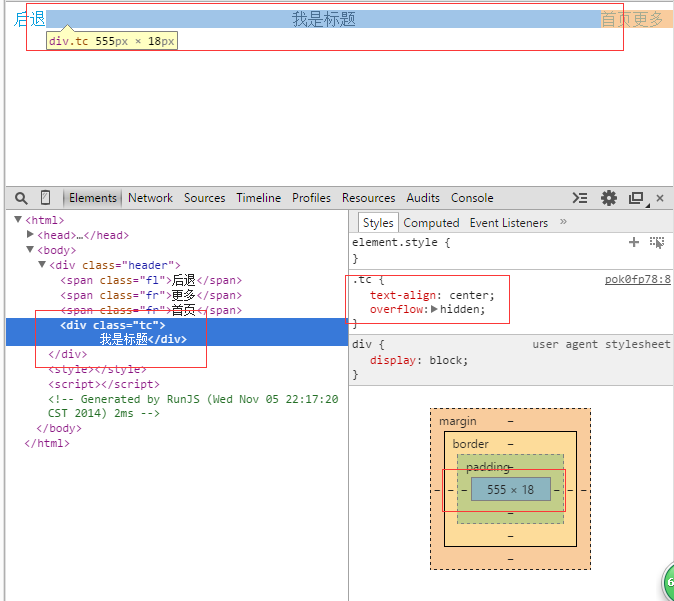 后退 我是标题 首页更多
div.tc 555px × 18px
Elements Network Sources Timeline Profiles Resources Audits Console
<html>
<head>…</head>
<body>
<div class="header">
<span class="fl">后退</span>
<span class="fr">更多</span>
<span class="fr">首页</span>
<div class="tc">
我是标题</div>
</div>
<style></style>
<script></script>
<!-- Generated by RunJS (Wed Nov 05 22:17:20
CST 2014) 2ms -->
</body>
</html>
Styles Computed Event Listeners »
element.style {
}
.tc { pok0fp78:8
text-align: center;
overflow: hidden;
}
div { user agent stylesheet
display: block;
}
margin –
border –
padding –
– – – 555 × 18 – – –
–
–
–
6